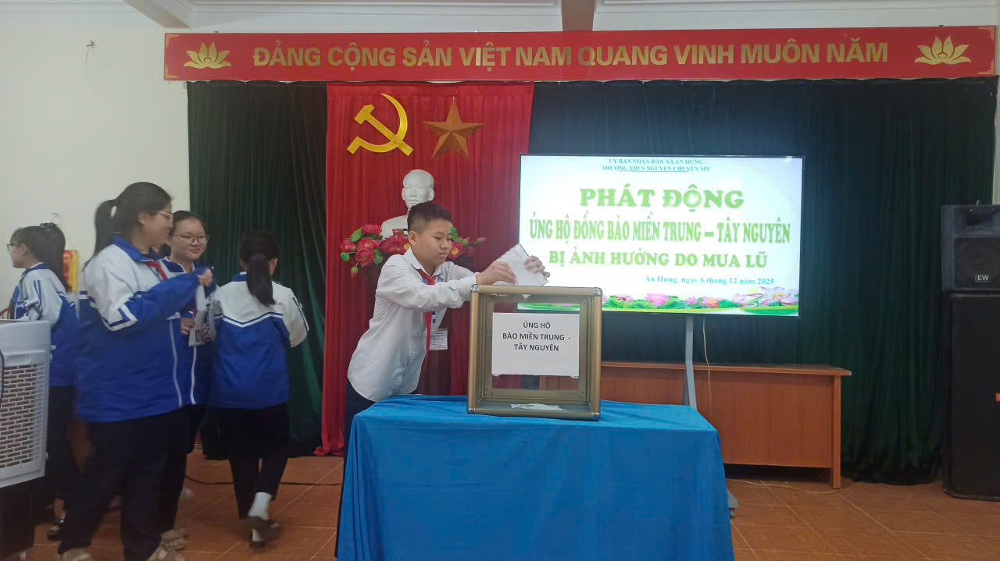 ĐẢNG CỘNG SẢN VIỆT NAM QUANG VINH MUÔN NĂM
ỦY BAN NHÂN DÂN XÃ AN HƯNG
TRƯỜNG THCS NGUYỄN CHUYÊN MỸ
PHÁT ĐỘNG
ỦNG HỘ ĐỒNG BÀO MIỀN TRUNG – TÂY NGUYÊN
BỊ ẢNH HƯỞNG DO MƯA LŨ
An Hưng, ngày 6 tháng 12 năm 2025
ỦNG HỘ
BÀO MIỀN TRUNG -
TÂY NGUYÊN
EW